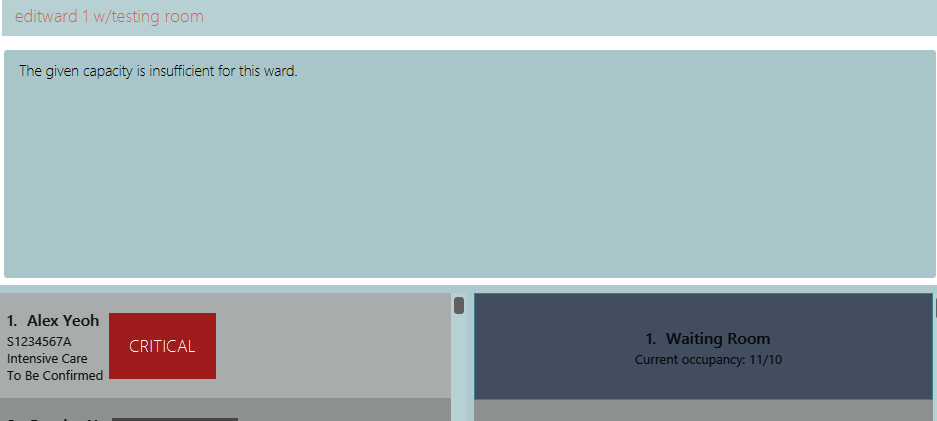 editward 1 w/testing room
The given capacity is insufficient for this ward.
1. Alex Yeoh
S1234567A
Intensive Care
To Be Confirmed
CRITICAL
1. Waiting Room
Current occupancy: 11/10